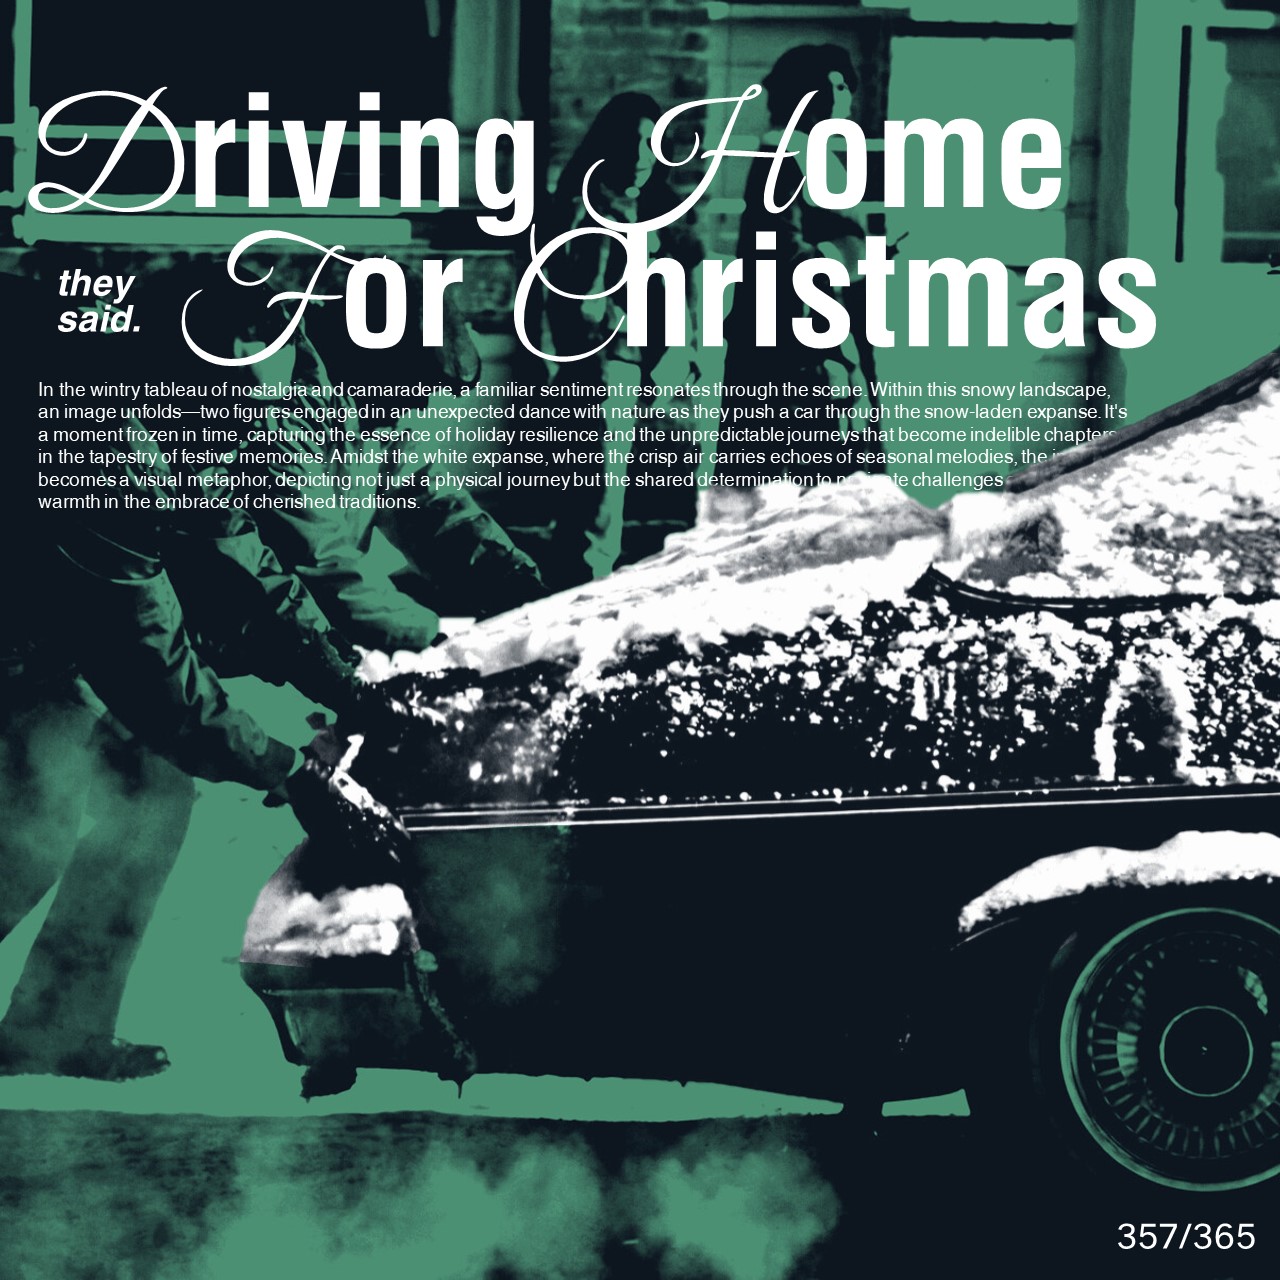 Driving Home
For Christmas
they
said.
In the wintry tableau of nostalgia and camaraderie, a familiar sentiment resonates through the scene. Within this snowy landscape,
an image unfolds—two figures engaged in an unexpected dance with nature as they push a car through the snow-laden expanse. It's
a moment frozen in time, capturing the essence of holiday resilience and the unpredictable journeys that become indelible chapters
in the tapestry of festive memories. Amidst the white expanse, where the crisp air carries echoes of seasonal melodies, the
becomes a visual metaphor, depicting not just a physical journey but the shared determination to challenges
warmth in the embrace of cherished traditions.
357/365